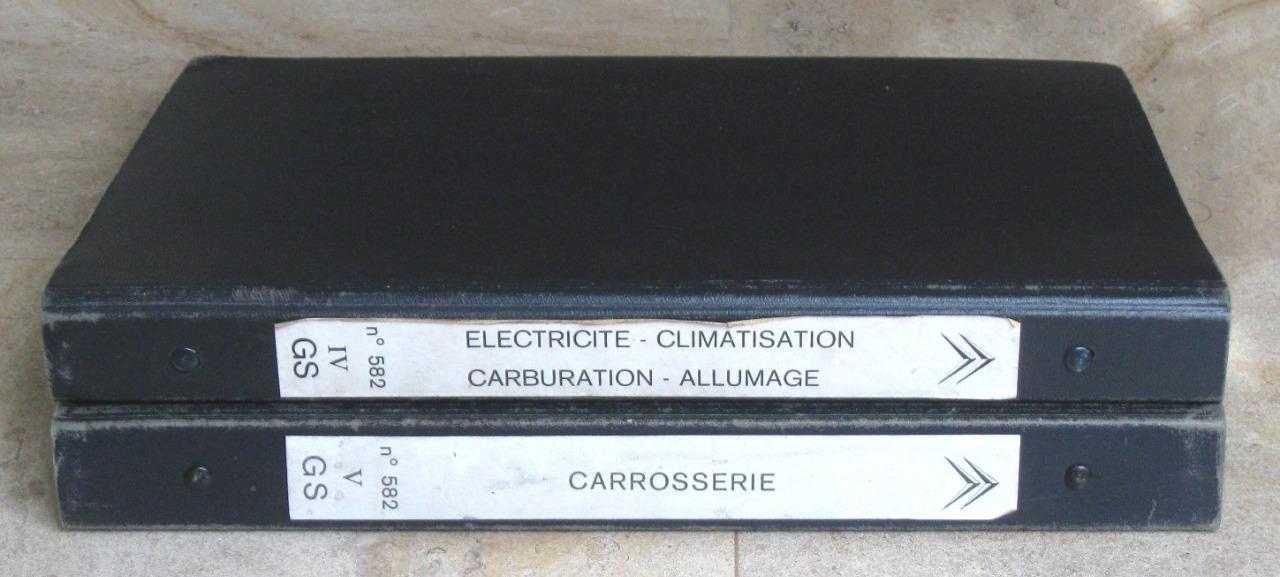 ELECTRICITE - CLIMATISATION
CARBURATION - ALLUMAGE
n° 582
IV
GS
CARROSSERIE
n° 582
V
GS